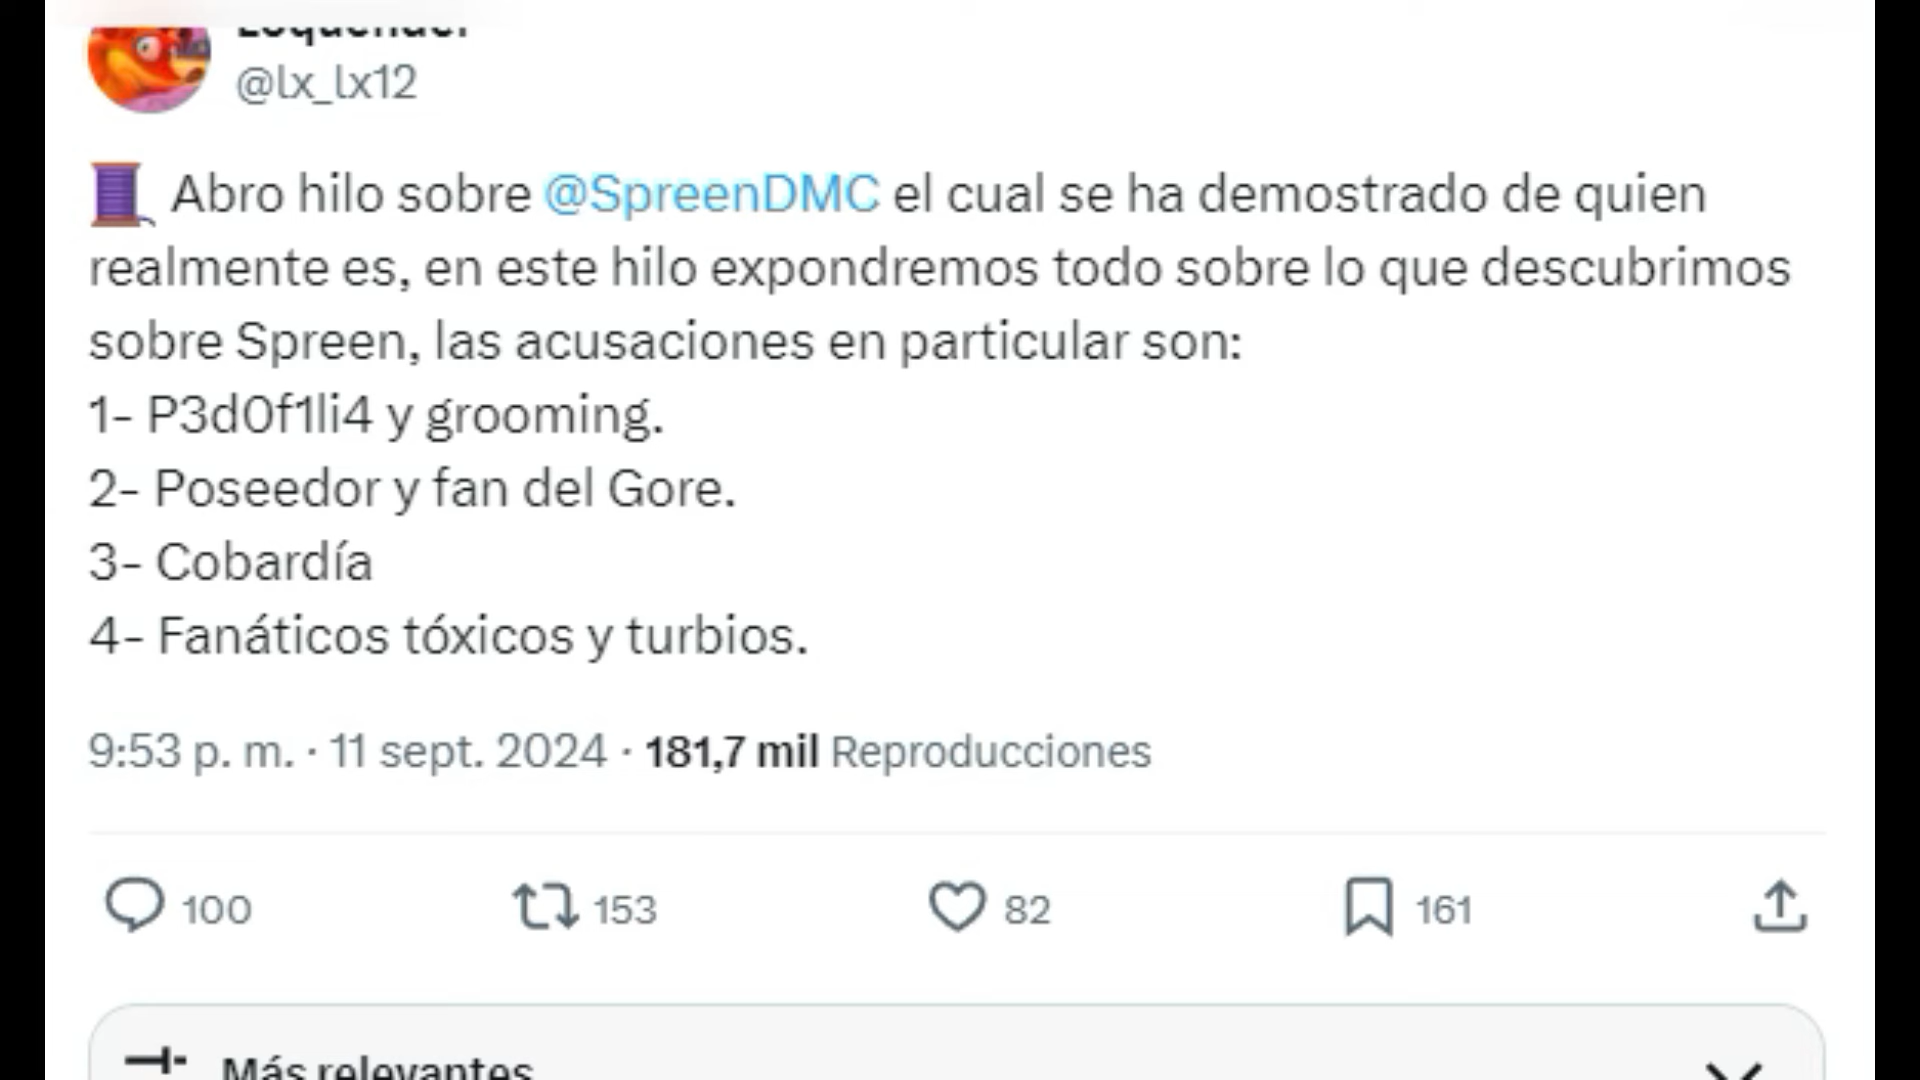 @lx_lx12
Abro hilo sobre @SpreenDMC el cual se ha demostrado de quien
realmente es, en este hilo expondremos todo sobre lo que descubrimos
sobre Spreen, las acusaciones en particular son:
1- P3d0f1li4 y grooming.
2- Poseedor y fan del Gore.
3- Cobardía
4- Fanáticos tóxicos y turbios.
9:53 p. m. · 11 sept. 2024 · 181,7 mil Reproducciones
100 153 82 161
Más relevantes